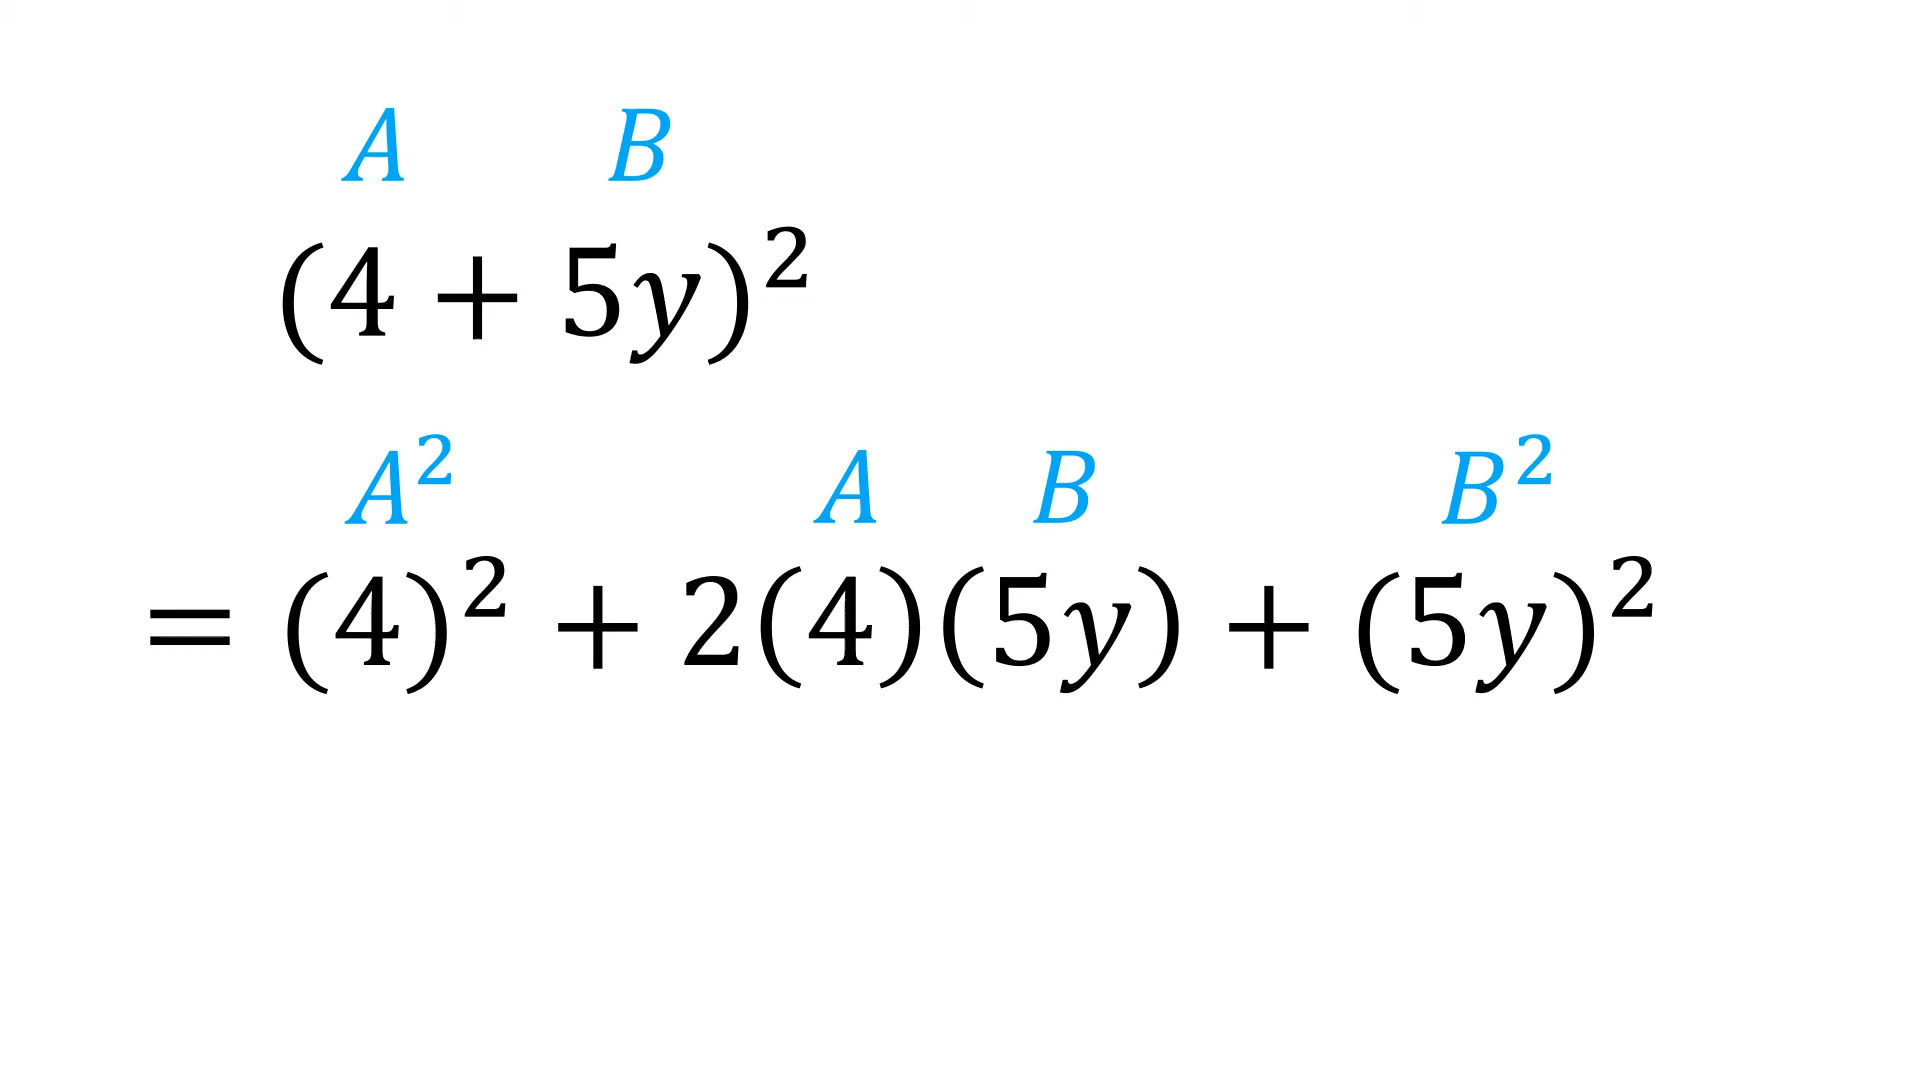 A B
(4 + 5y)²
A² A B B²
= (4)² + 2(4)(5y) + (5y)²